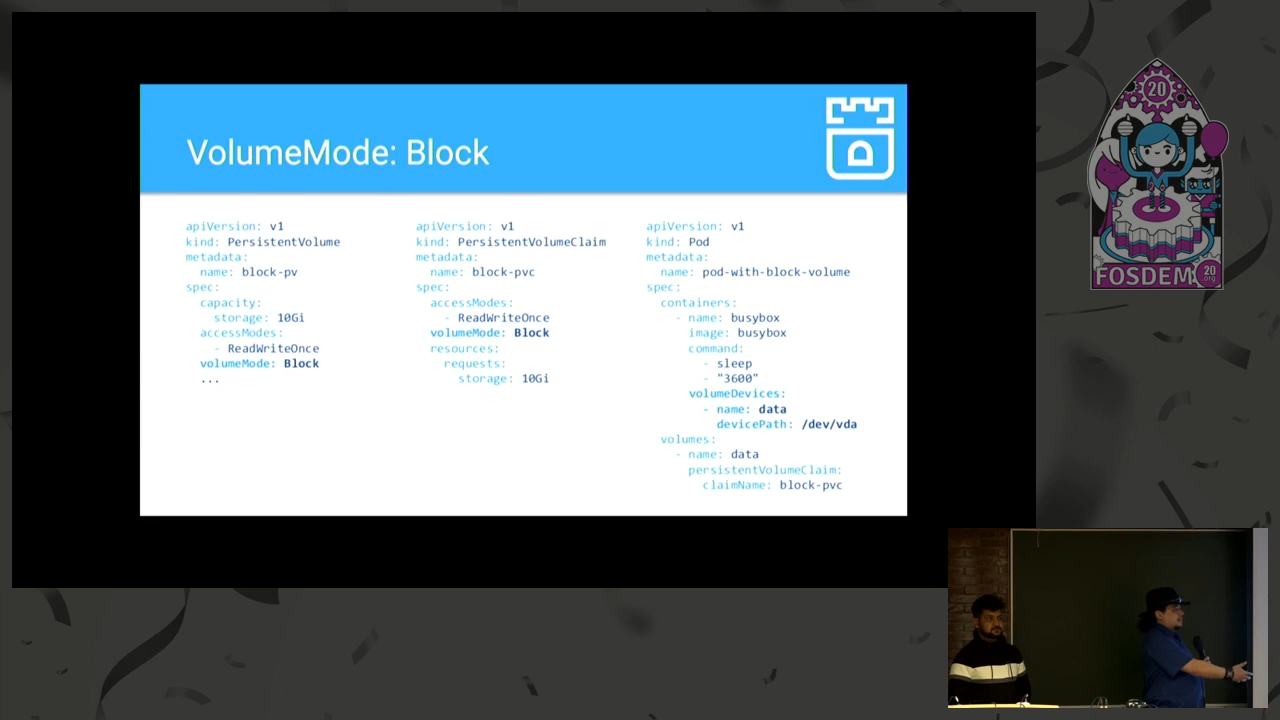 VolumeMode: Block
apiVersion: v1
kind: PersistentVolume
metadata:
  name: block-pv
spec:
  capacity:
    storage: 10Gi
  accessModes:
    - ReadWriteOnce
  volumeMode: Block
  ...
apiVersion: v1
kind: PersistentVolumeClaim
metadata:
  name: block-pvc
spec:
  accessModes:
    - ReadWriteOnce
  volumeMode: Block
  resources:
    requests:
      storage: 10Gi
apiVersion: v1
kind: Pod
metadata:
  name: pod-with-block-volume
spec:
  containers:
    - name: busybox
      image: busybox
      command:
        - sleep
        - "3600"
      volumeDevices:
        - name: data
          devicePath: /dev/vda
  volumes:
    - name: data
      persistentVolumeClaim:
        claimName: block-pvc
20
FOSDEM
20
.org